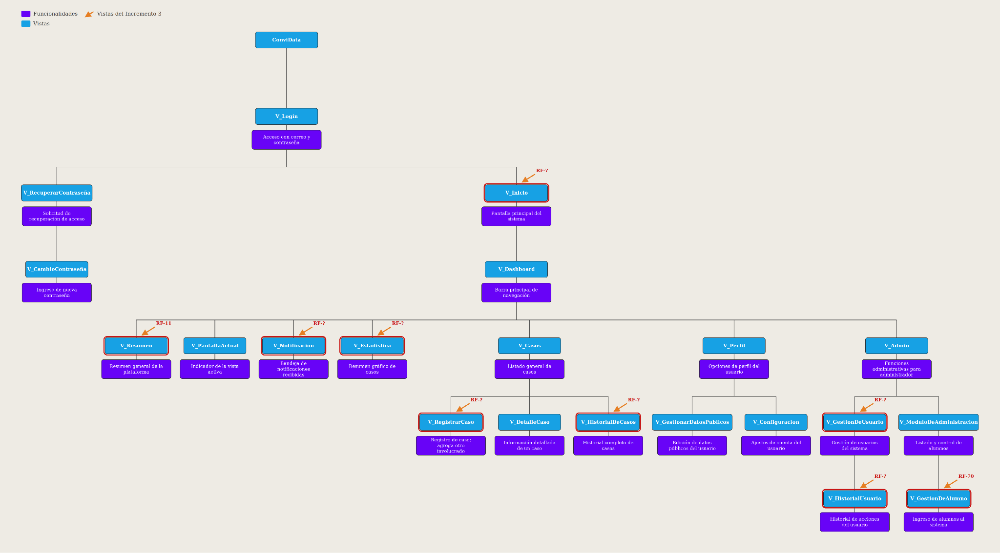 Funcionalidades
Vistas del Incremento 3
Vistas
ConviData
V_Login
Acceso con correo y
contraseña
RF-?
V_RecuperarContraseña
V_Inicio
Solicitud de
recuperación de acceso
Pantalla principal del
sistema
V_CambioContraseña
V_Dashboard
Ingreso de nueva
contraseña
Barra principal de
navegación
RF-11
RF-?
RF-?
V_Resumen
V_PantallaActual
V_Notificacion
V_Estadistica
V_Casos
V_Perfil
V_Admin
Resumen general de la
plataforma
Indicador de la vista
activa
Bandeja de
notificaciones
recibidas
Resumen gráfico de
casos
Listado general de
casos
Opciones de perfil del
usuario
Funciones
administrativas para
administrador
RF-?
RF-?
RF-?
V_RegistrarCaso
V_DetalleCaso
V_HistorialDeCasos
V_GestionarDatosPublicos
V_Configuracion
V_GestionDeUsuario
V_ModuloDeAdministracion
Registro de caso;
agrega otro
involucrado
Información detallada
de un caso
Historial completo de
casos
Edición de datos
públicos del usuario
Ajustes de cuenta del
usuario
Gestión de usuarios
del sistema
Listado y control de
alumnos
RF-?
RF-70
V_HistorialUsuario
V_GestionDeAlumno
Historial de acciones
del usuario
Ingreso de alumnos al
sistema